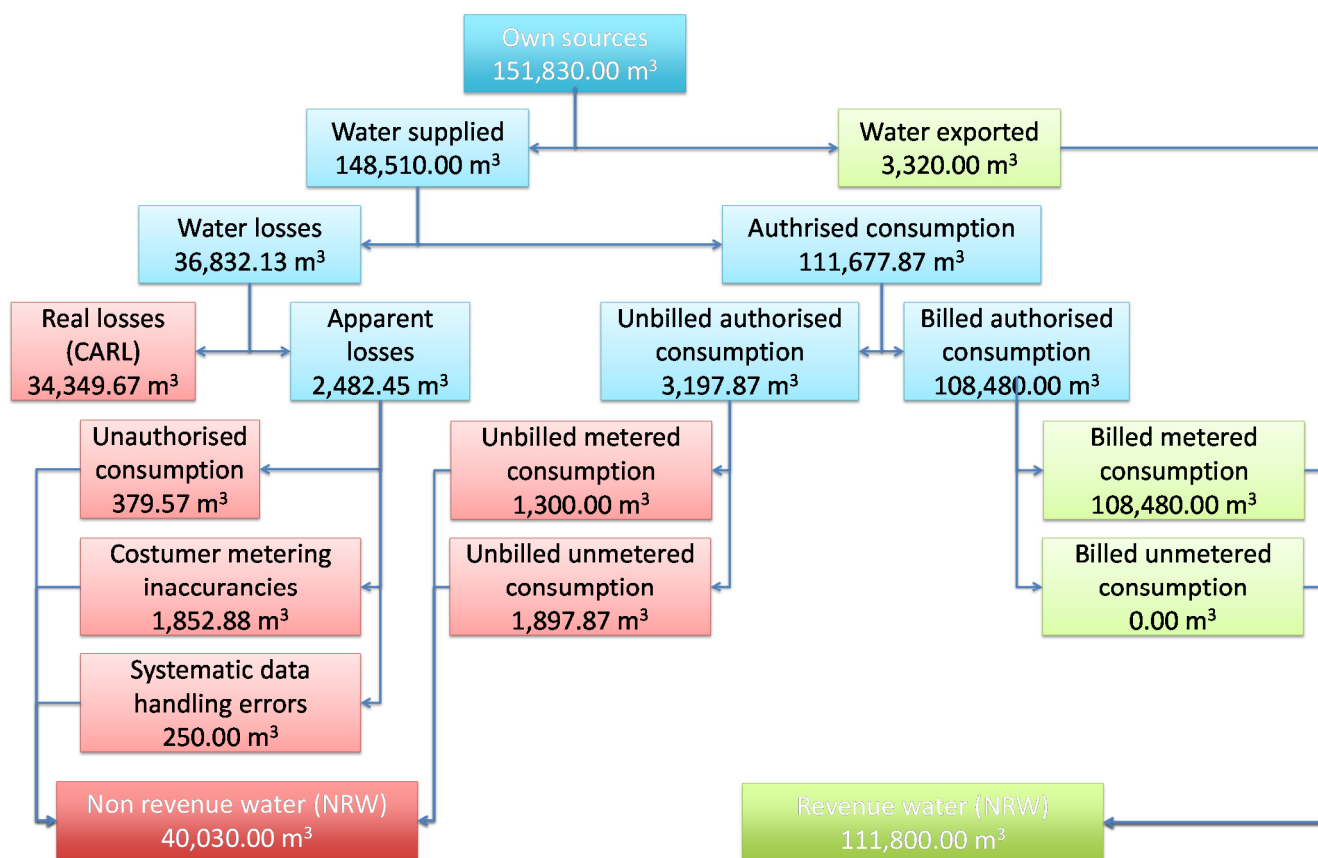 Own sources
151,830.00 m³
Water supplied
148,510.00 m³
Water exported
3,320.00 m³
Water losses
36,832.13 m³
Authrised consumption
111,677.87 m³
Real losses
(CARL)
34,349.67 m³
Apparent
losses
2,482.45 m³
Unbilled authorised
consumption
3,197.87 m³
Billed authorised
consumption
108,480.00 m³
Unauthorised
consumption
379.57 m³
Unbilled metered
consumption
1,300.00 m³
Billed metered
consumption
108,480.00 m³
Costumer metering
inaccurancies
1,852.88 m³
Unbilled unmetered
consumption
1,897.87 m³
Billed unmetered
consumption
0.00 m³
Systematic data
handling errors
250.00 m³
Non revenue water (NRW)
40,030.00 m³
Revenue water (NRW)
111,800.00 m³